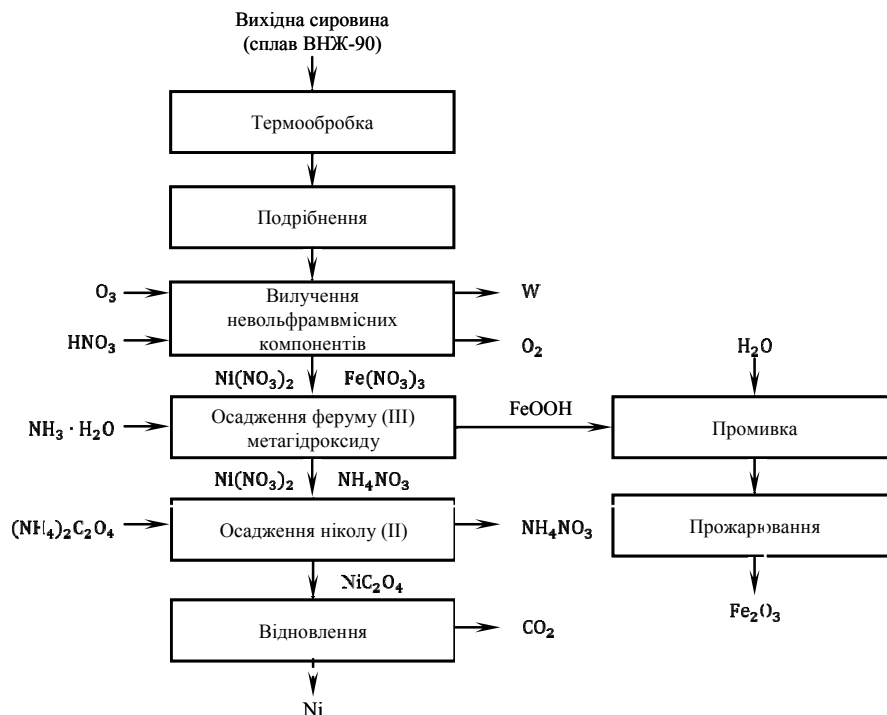 Вихідна сировина
(сплав ВНЖ-90)
Термообробка
Подрібнення
O₃
HNO₃
Вилучення
невольфрамвмісних
компонентів
W
O₂
Ni(NO₃)₂ Fe(NO₃)₃
H₂O
NH₃ · H₂O
Осадження феруму (III)
метагідроксиду
FeOOH
Промивка
Ni(NO₃)₂ NH₄NO₃
(NH₄)₂C₂O₄
Осадження ніколу (II)
NH₄NO₃
Прожарювання
NiC₂O₄
Fe₂O₃
Відновлення
CO₂
Ni